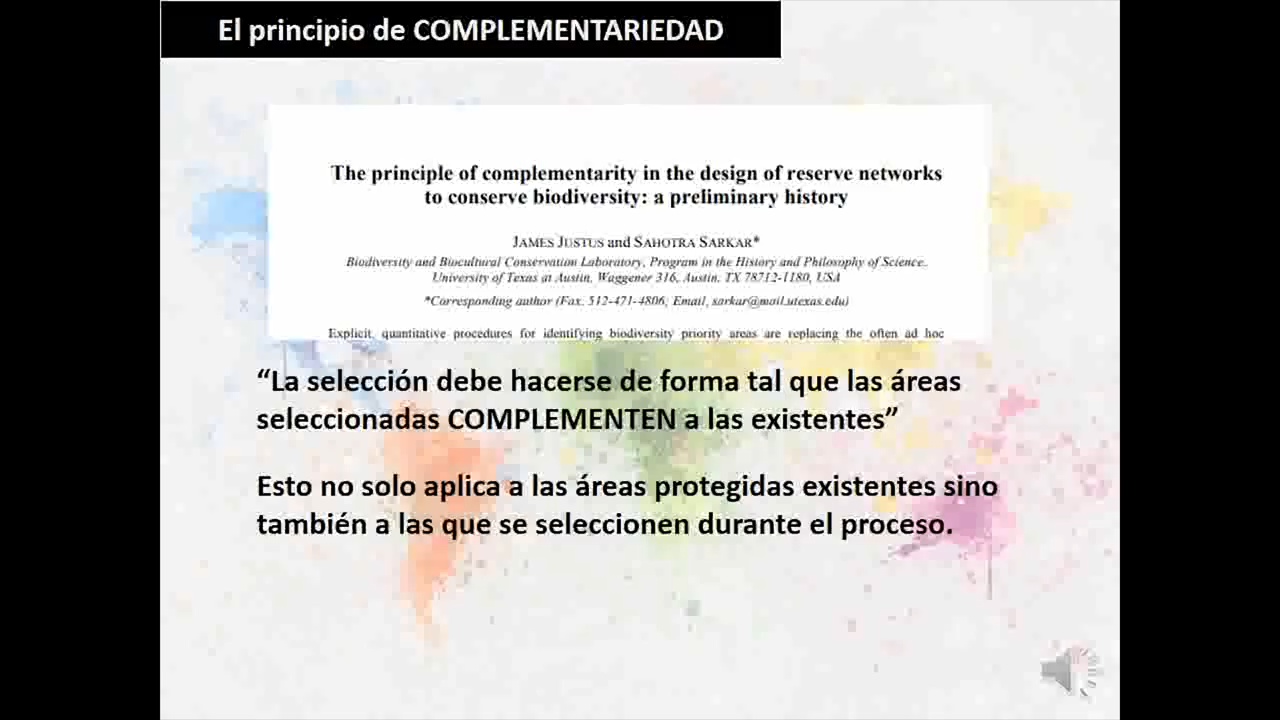 El principio de COMPLEMENTARIEDAD
The principle of complementarity in the design of reserve networks
to conserve biodiversity: a preliminary history
JAMES JUSTUS and SAHOTRA SARKAR*
Biodiversity and Biocultural Conservation Laboratory, Program in the History and Philosophy of Science,
University of Texas at Austin, Waggener 316, Austin, TX 78712-1180, USA
*Corresponding author (Fax, 512-471-4806; Email, sarkar@mail.utexas.edu)
Explicit, quantitative procedures for identifying biodiversity priority areas are replacing the often ad hoc
“La selección debe hacerse de forma tal que las áreas
seleccionadas COMPLEMENTEN a las existentes”
Esto no solo aplica a las áreas protegidas existentes sino
también a las que se seleccionen durante el proceso.